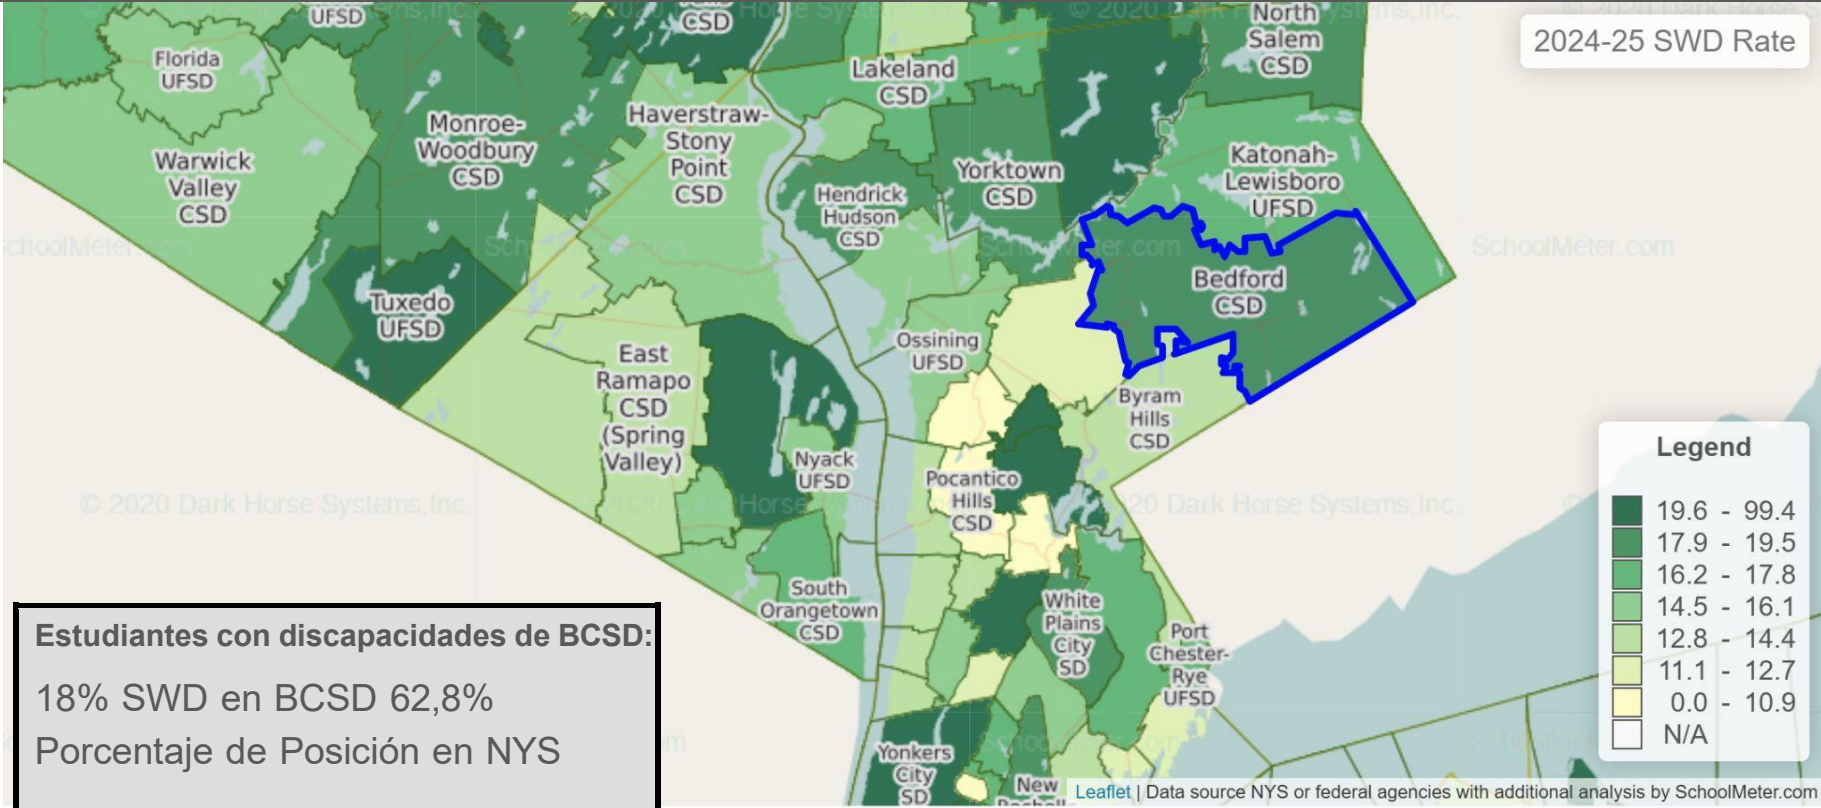 UFSD
CSD
North
Salem
CSD
2024-25 SWD Rate
Florida
UFSD
Lakeland
CSD
Monroe-
Woodbury
CSD
Haverstraw-
Stony
Point
CSD
Warwick
Valley
CSD
Hendrick
Hudson
CSD
Yorktown
CSD
Katonah-
Lewisboro
UFSD
SchoolMeter.com
Bedford
CSD
Tuxedo
UFSD
Ossining
UFSD
East
Ramapo
CSD
(Spring
Valley)
Byram
Hills
CSD
Nyack
UFSD
Pocantico
Hills
CSD
© 2020 Dark Horse Systems,Inc.
South
Orangetown
CSD
White
Plains
City
SD
Port
Chester-
Rye
UFSD
Yonkers
City
SD
New
Legend
19.6 - 99.4
17.9 - 19.5
16.2 - 17.8
14.5 - 16.1
12.8 - 14.4
11.1 - 12.7
0.0 - 10.9
N/A
Estudiantes con discapacidades de BCSD:
18% SWD en BCSD 62,8%
Porcentaje de Posición en NYS
Leaflet | Data source NYS or federal agencies with additional analysis by SchoolMeter.com